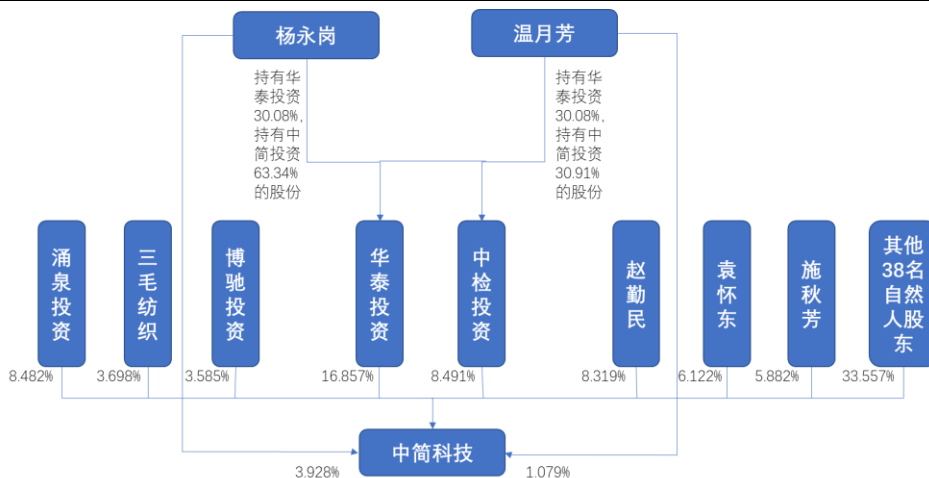 杨永岗
温月芳
持有华
泰投资
30.08%,
持有中
简投资
63.34%
的股份
持有华
泰投资
30.08%,
持有中
简投资
30.91%
的股份
涌泉投资
三毛纺织
博驰投资
华泰投资
中检投资
赵勤民
袁怀东
施秋芳
其他
38名
自然
人股
东
8.482%
3.698%
3.585%
16.857%
8.491%
8.319%
6.122%
5.882%
33.557%
中简科技
3.928%
1.079%